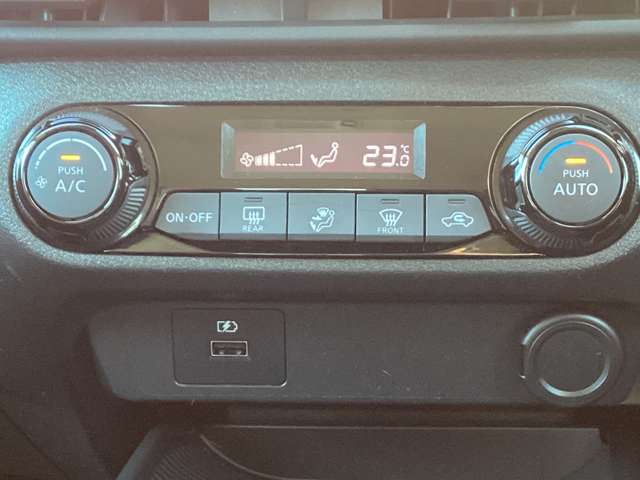 23.0
°C
PUSH
A/C
PUSH
AUTO
ON·OFF
REAR
FRONT